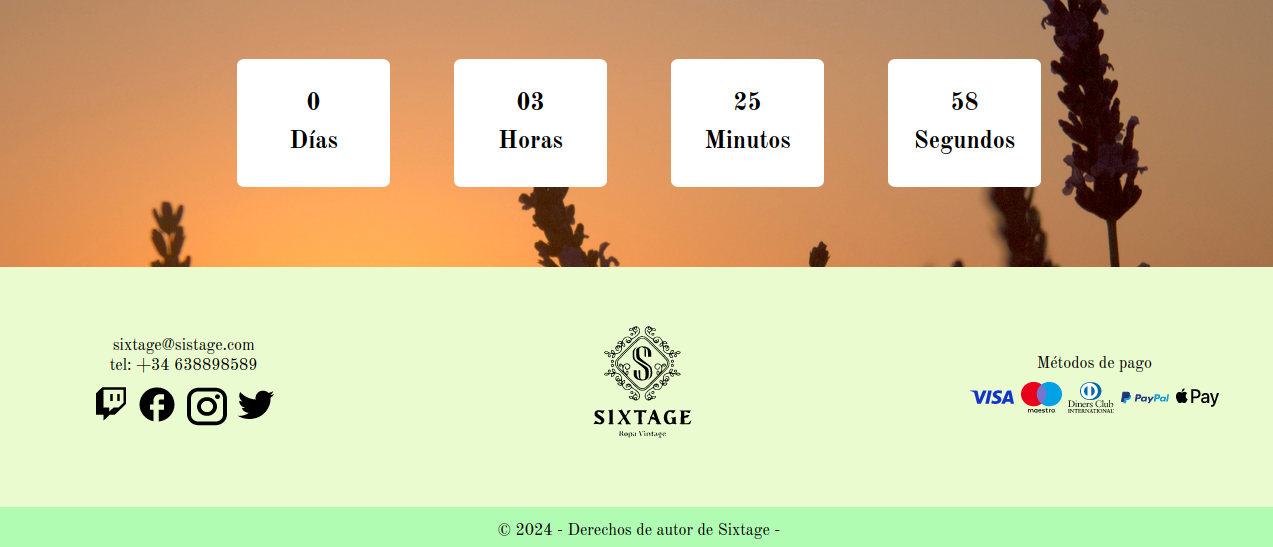 0
Días
03
Horas
25
Minutos
58
Segundos
sixtage@sistage.com
tel: +34 638898589
S
SIXTAGE
Ropa Vintage
Métodos de pago
VISA
maestro
Diners Club
INTERNATIONAL
PayPal
Pay
© 2024 - Derechos de autor de Sixtage -